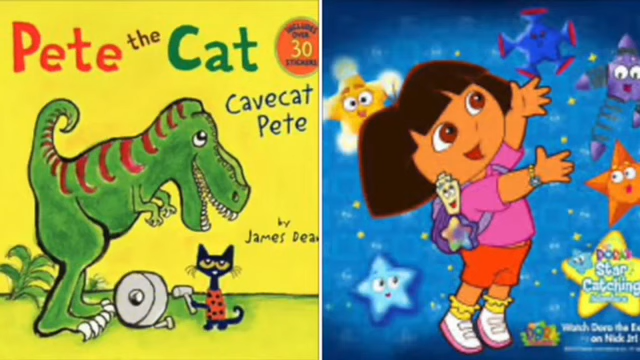 Pete the Cat
INCLUDES
OVER
30
STICKERS
Cavecat
Pete
by
James Dean
DORA
Star
Catching
Watch Dora the Ex
on Nick Jr!